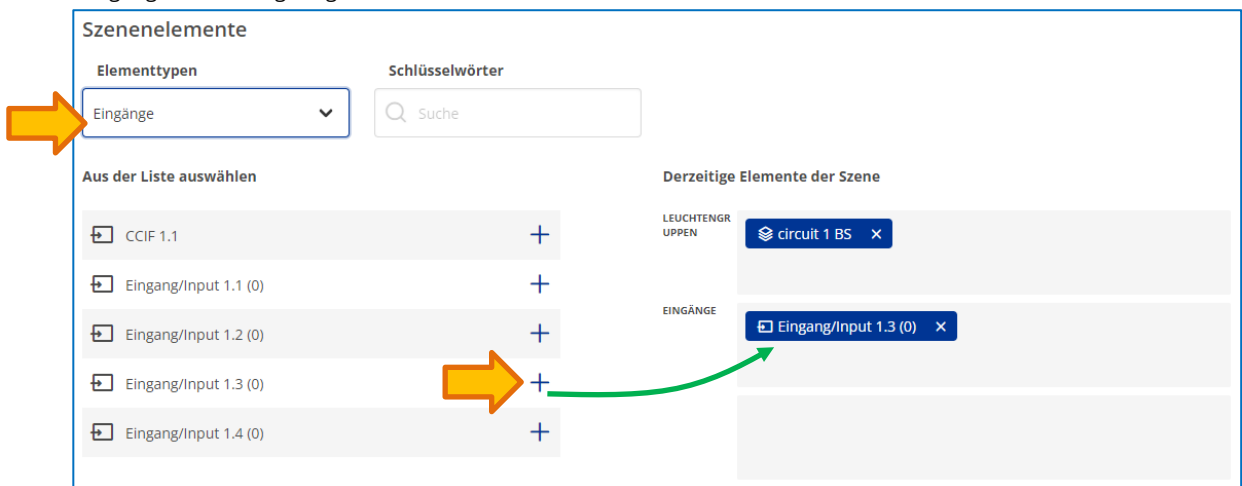 Szenenelemente
Elementtypen Schlüsselwörter
Eingänge Suche
Aus der Liste auswählen Derzeitige Elemente der Szene
CCIF 1.1
Eingang/Input 1.1 (0)
Eingang/Input 1.2 (0)
Eingang/Input 1.3 (0)
Eingang/Input 1.4 (0)
LEUCHTENGR
UPPEN
circuit 1 BS
EINGÄNGE
Eingang/Input 1.3 (0)